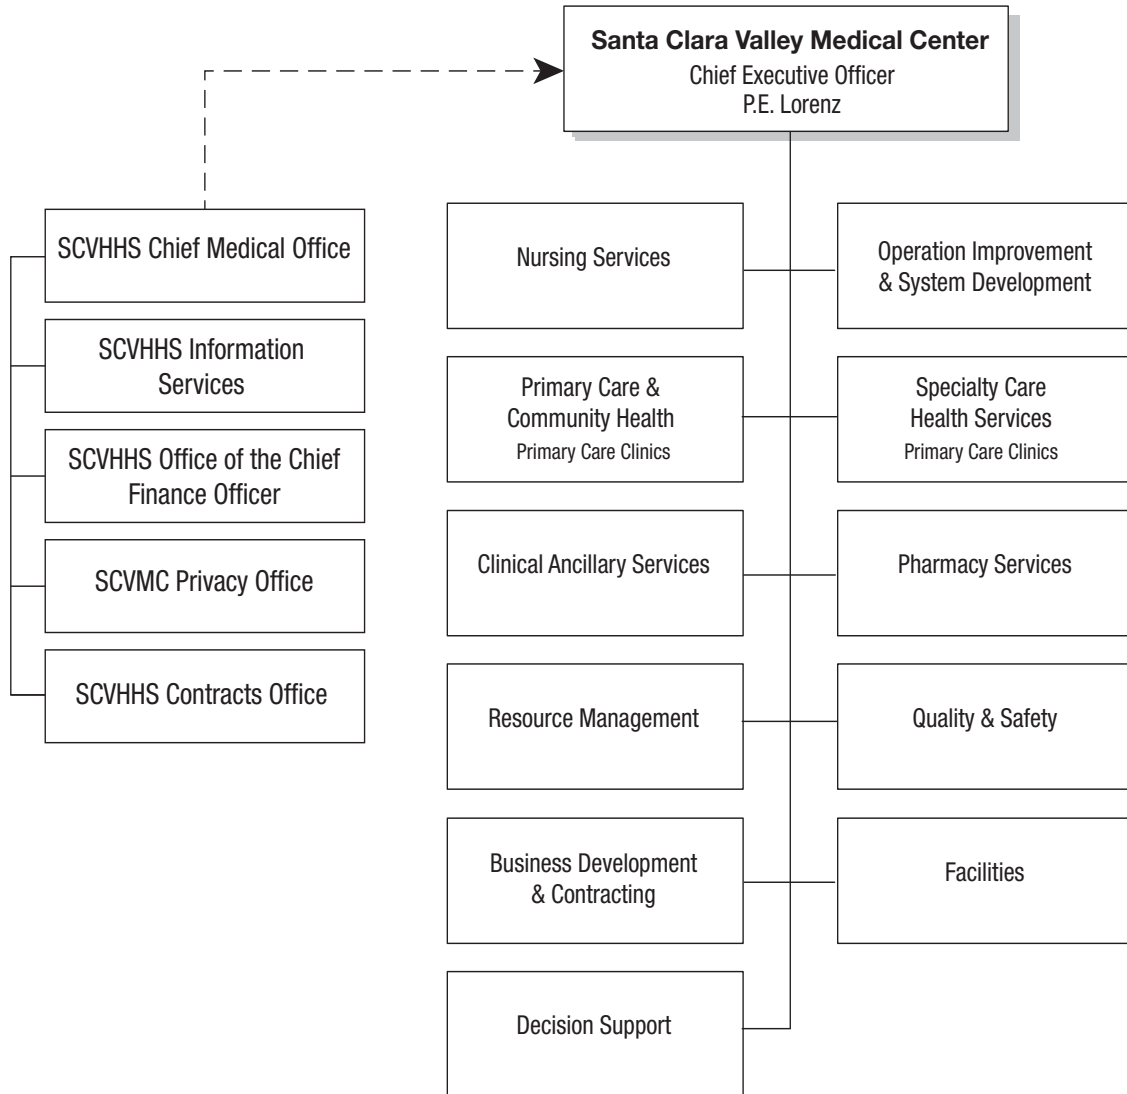 Santa Clara Valley Medical Center
Chief Executive Officer
P.E. Lorenz
SCVHHS Chief Medical Office
SCVHHS Information
Services
SCVHHS Office of the Chief
Finance Officer
SCVMC Privacy Office
SCVHHS Contracts Office
Nursing Services
Operation Improvement
& System Development
Primary Care &
Community Health
Primary Care Clinics
Specialty Care
Health Services
Primary Care Clinics
Clinical Ancillary Services
Pharmacy Services
Resource Management
Quality & Safety
Business Development
& Contracting
Facilities
Decision Support